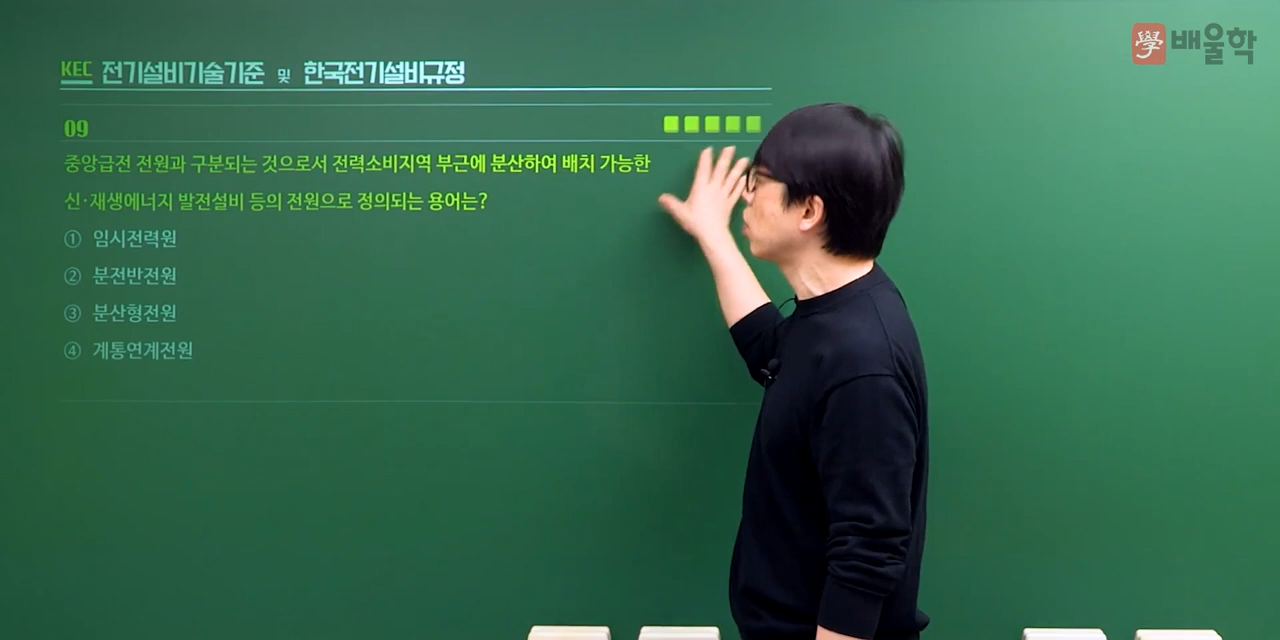 學 배울학
KEC 전기설비기술기준 및 한국전기설비규정
09
중앙급전 전원과 구분되는 것으로서 전력소비지역 부근에 분산하여 배치 가능한
신·재생에너지 발전설비 등의 전원으로 정의되는 용어는?
① 임시전력원
② 분전반전원
③ 분산형전원
④ 계통연계전원